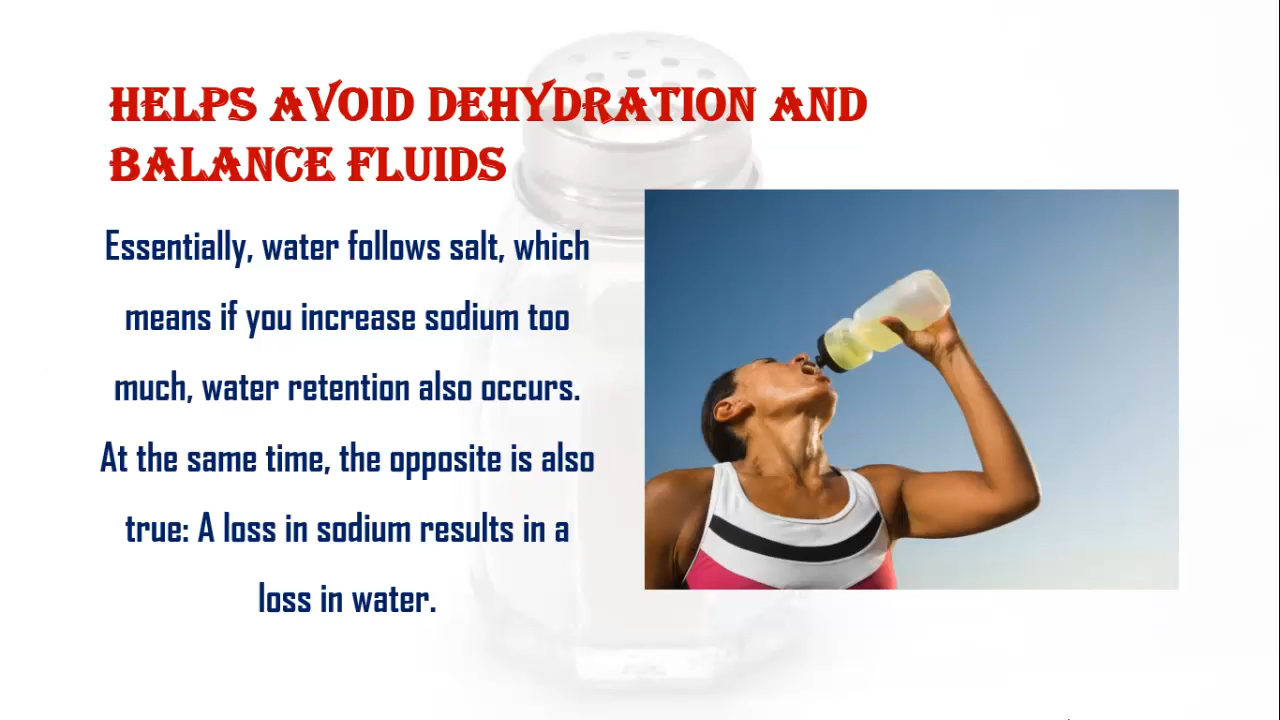 HELPS AVOID DEHYDRATION AND
BALANCE FLUIDS
Essentially, water follows salt, which
means if you increase sodium too
much, water retention also occurs.
At the same time, the opposite is also
true: A loss in sodium results in a
loss in water.